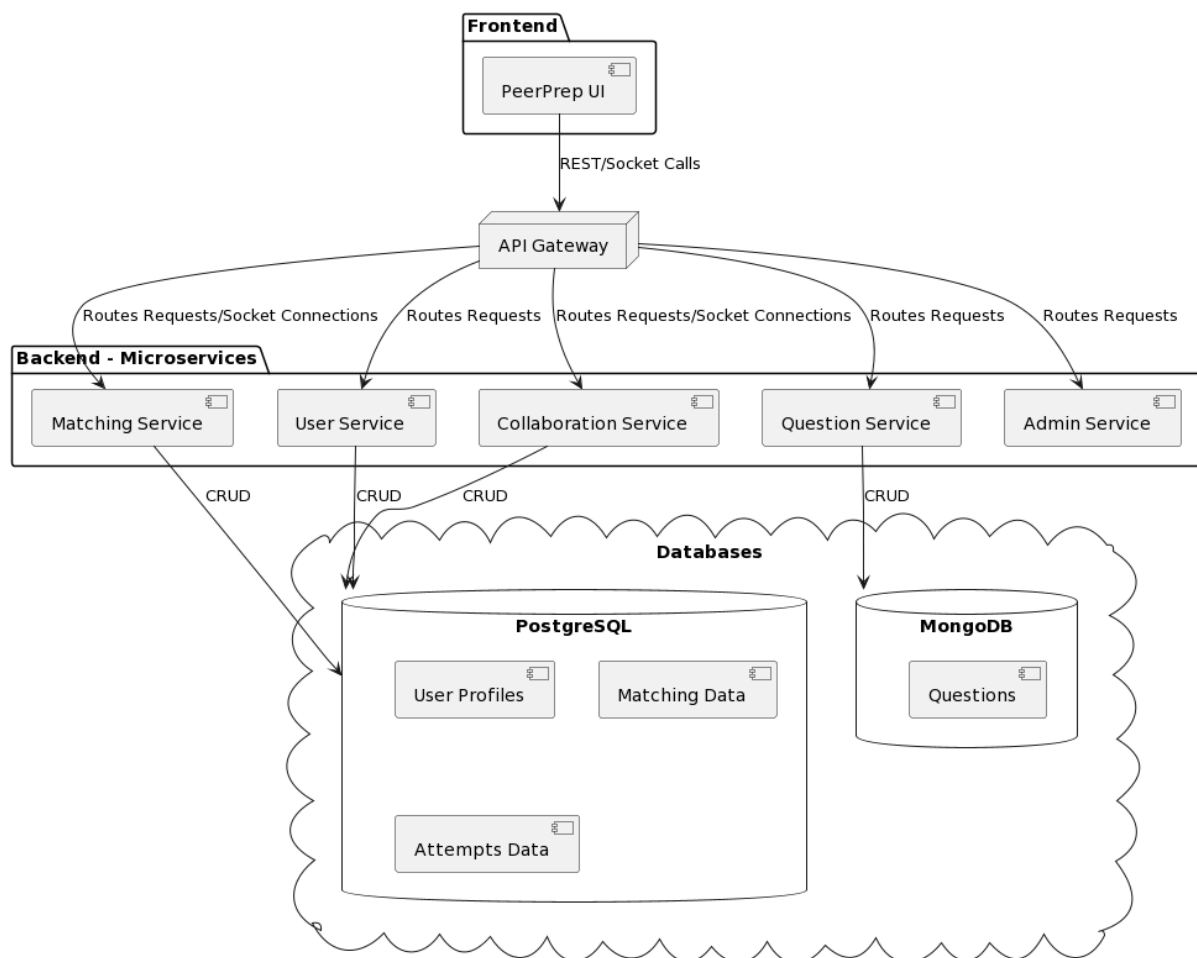 Frontend
PeerPrep UI
REST/Socket Calls
API Gateway
Routes Requests/Socket Connections
Routes Requests
Routes Requests/Socket Connections
Routes Requests
Routes Requests
Backend - Microservices
Matching Service
User Service
Collaboration Service
Question Service
Admin Service
CRUD
CRUD
CRUD
CRUD
Databases
PostgreSQL
MongoDB
User Profiles
Matching Data
Questions
Attempts Data